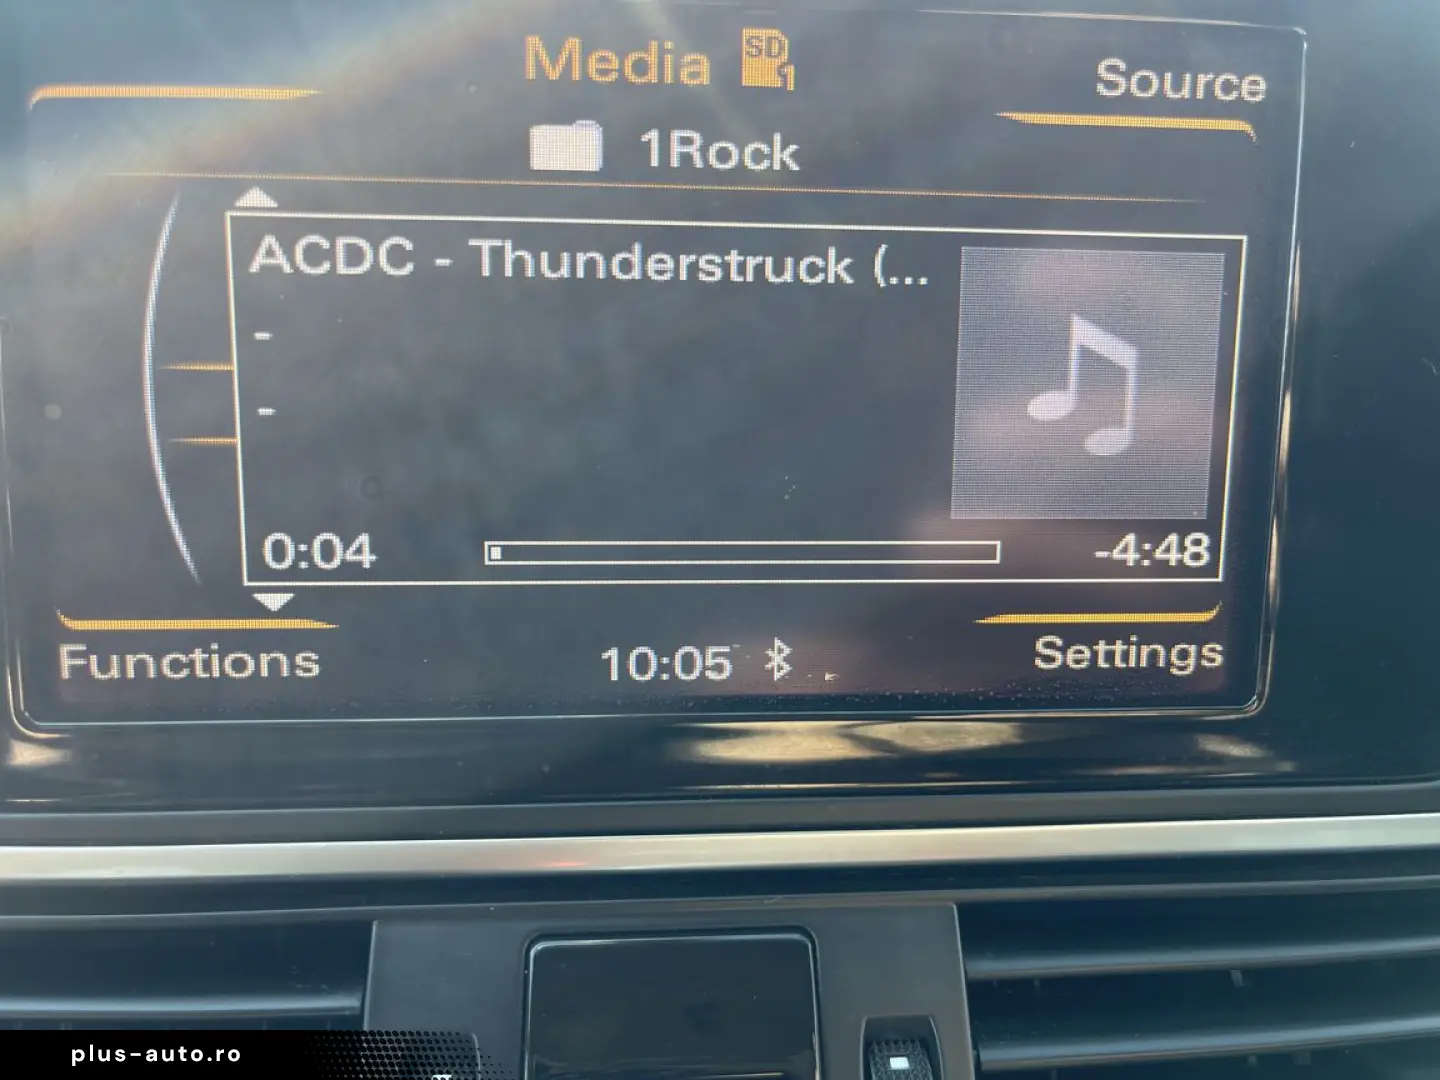 Media SD 1
Source
1Rock
ACDC - Thunderstruck (...
-
-
0:04
-4:48
Functions
10:05
Settings
plus-auto.ro